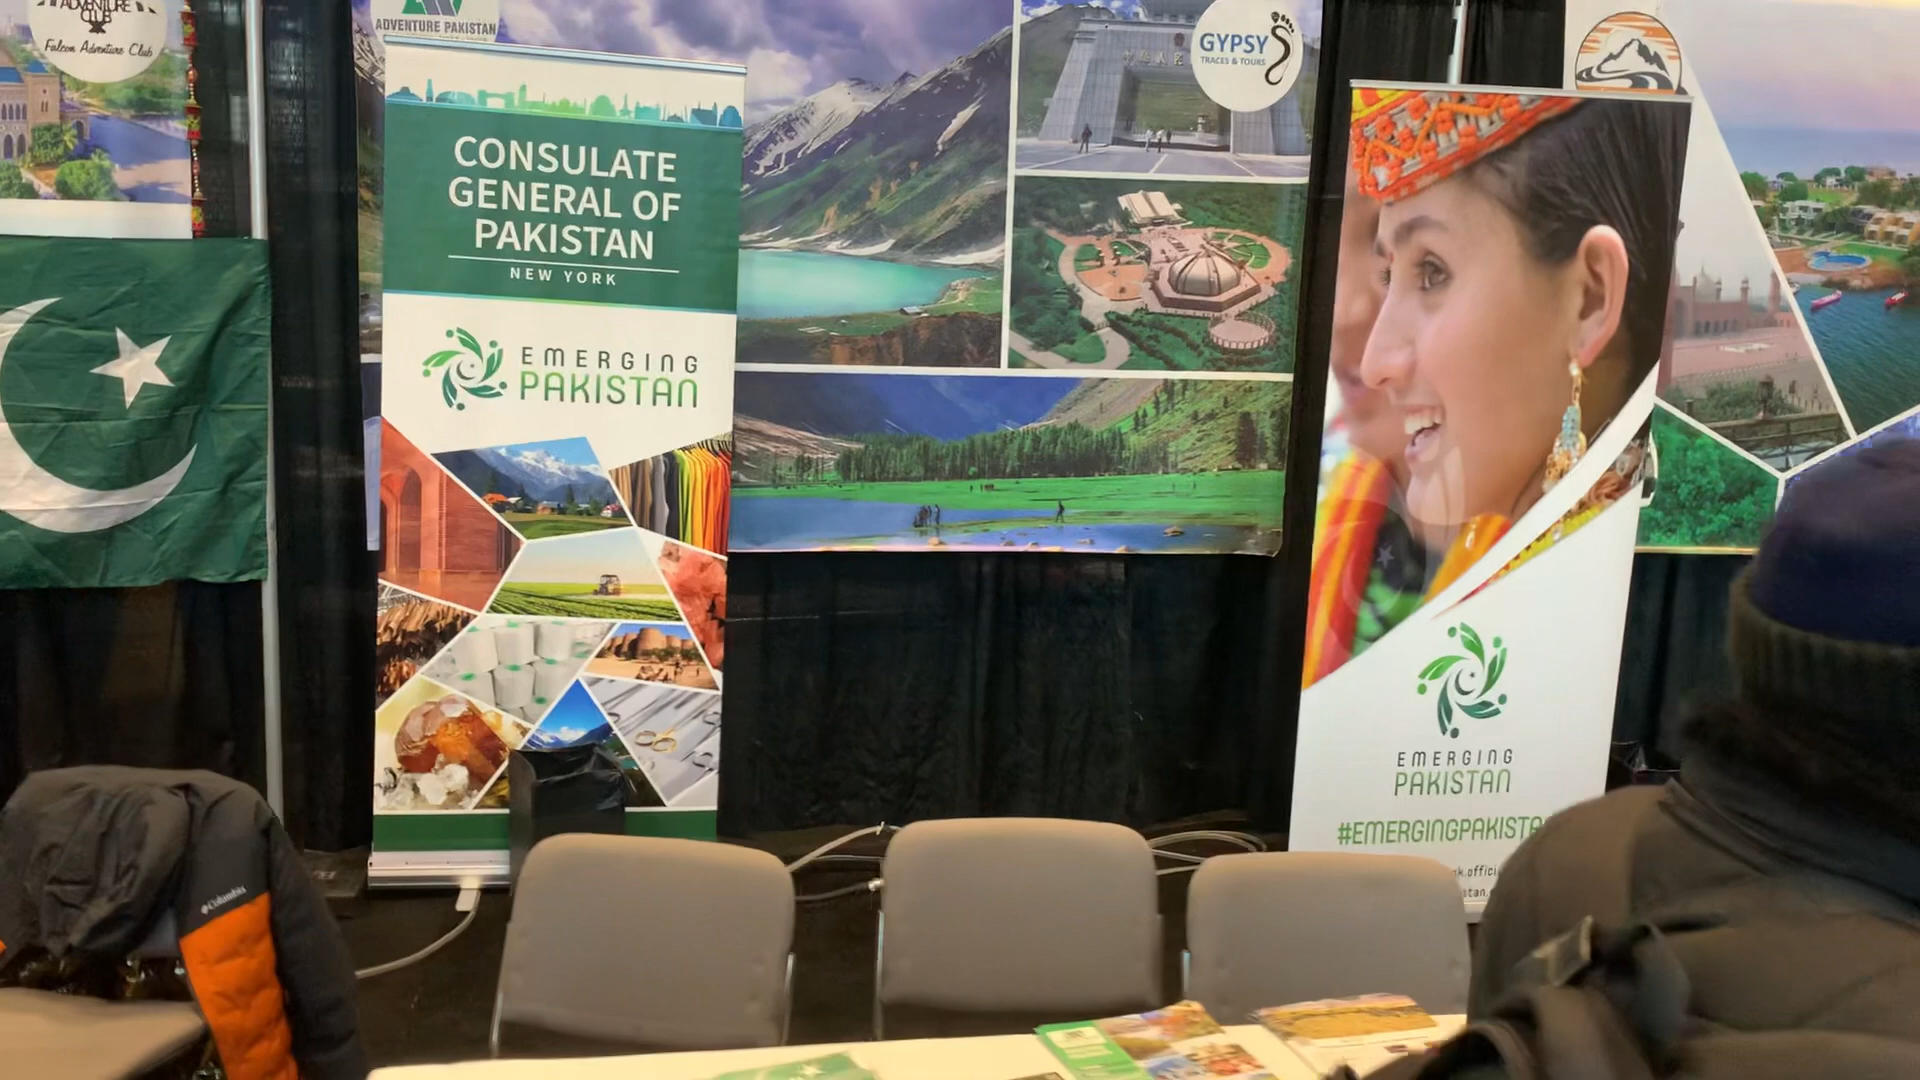 ADVENTURE
CLUB
Falcon Adventure Club
ADVENTURE PAKISTAN
CONSULATE
GENERAL OF
PAKISTAN
NEW YORK
EMERGING
PAKISTAN
GYPSY
TRACES & TOURS
EMERGING
PAKISTAN
#EMERGINGPAKISTA
Columbia